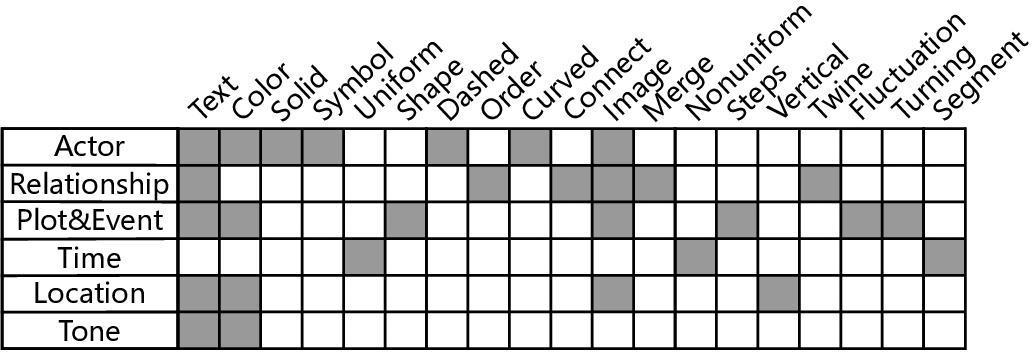 Text
Color
Solid
Symbol
Uniform
Shape
Dashed
Order
Curved
Connect
Image
Merge
Nonuniform
Steps
Vertical
Twine
Fluctuation
Turning
Segment
Actor
Relationship
Plot&Event
Time
Location
Tone